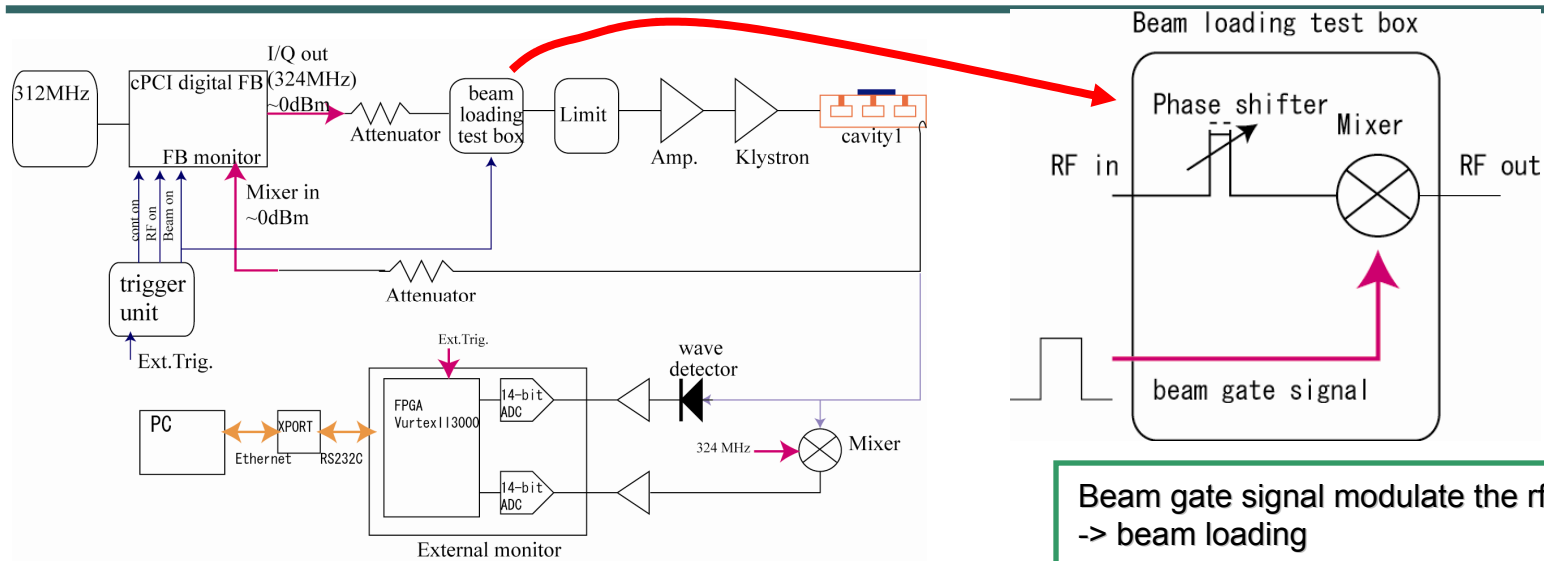 I/Q out
(324MHz)
~0dBm
312MHz
cPCI digital FB
FB monitor
Attenuator
beam
loading
test box
Limit
Amp.
Klystron
cavity1
Mixer in
~0dBm
cont on
RF on
Beam on
trigger
unit
Ext.Trig.
Attenuator
Ext.Trig.
wave
detector
PC
XPORT
Ethernet
RS232C
FPGA
VurtexII3000
14-bit
ADC
14-bit
ADC
324 MHz
Mixer
External monitor
Beam loading test box
Phase shifter
Mixer
RF in
RF out
beam gate signal
Beam gate signal modulate the rf
-> beam loading